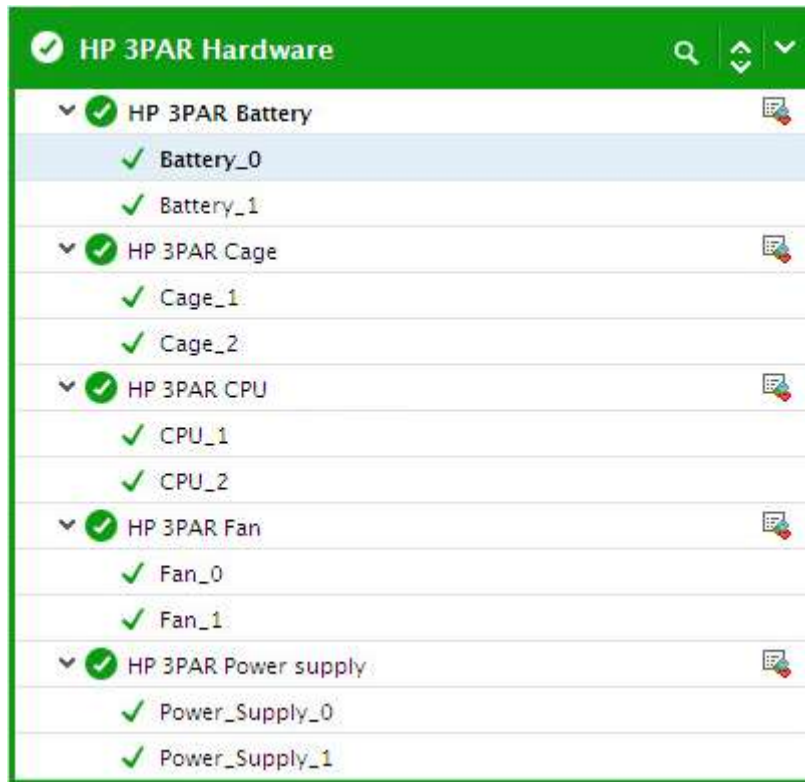 HP 3PAR Hardware
HP 3PAR Battery
Battery_0
Battery_1
HP 3PAR Cage
Cage_1
Cage_2
HP 3PAR CPU
CPU_1
CPU_2
HP 3PAR Fan
Fan_0
Fan_1
HP 3PAR Power supply
Power_Supply_0
Power_Supply_1